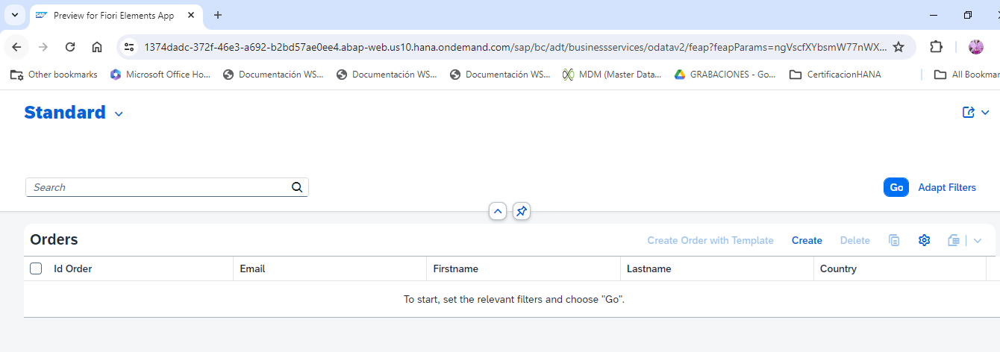 SAP Preview for Fiori Elements App
1374dadc-372f-46e3-a692-b2bd57ae0ee4.abap-web.us10.hana.ondemand.com/sap/bc/adt/businessservices/odatav2/feap?feapParams=ngVscfXYbsmW77nWX...
Other bookmarks Microsoft Office Ho... Documentación WS... Documentación WS... Documentación WS... MDM (Master Data... GRABACIONES - Go... CertificacionHANA All Bookmar
Standard
Search Go Adapt Filters
Orders Create Order with Template Create Delete
Id Order Email Firstname Lastname Country
To start, set the relevant filters and choose "Go".